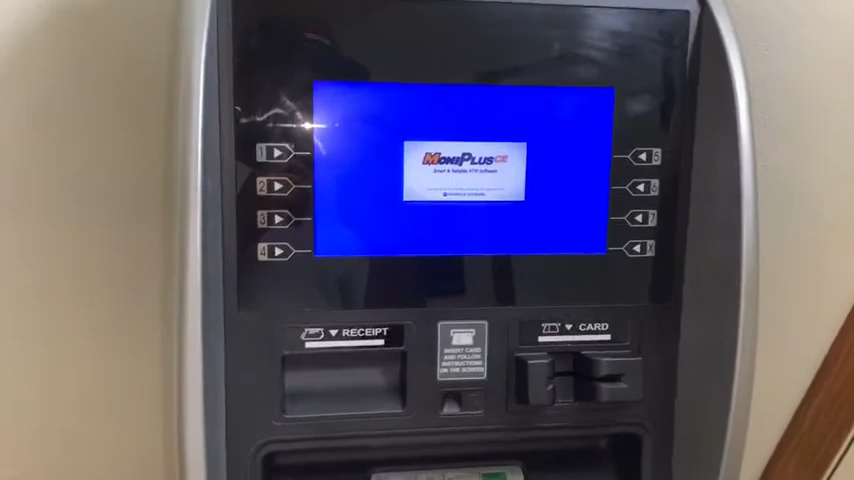 MONIPLUSCE
Smart & Reliable ATM Software
1
2
3
4
5
6
7
X
RECEIPT
INSERT CARD
AND FOLLOW
INSTRUCTIONS
ON THE SCREEN
CARD